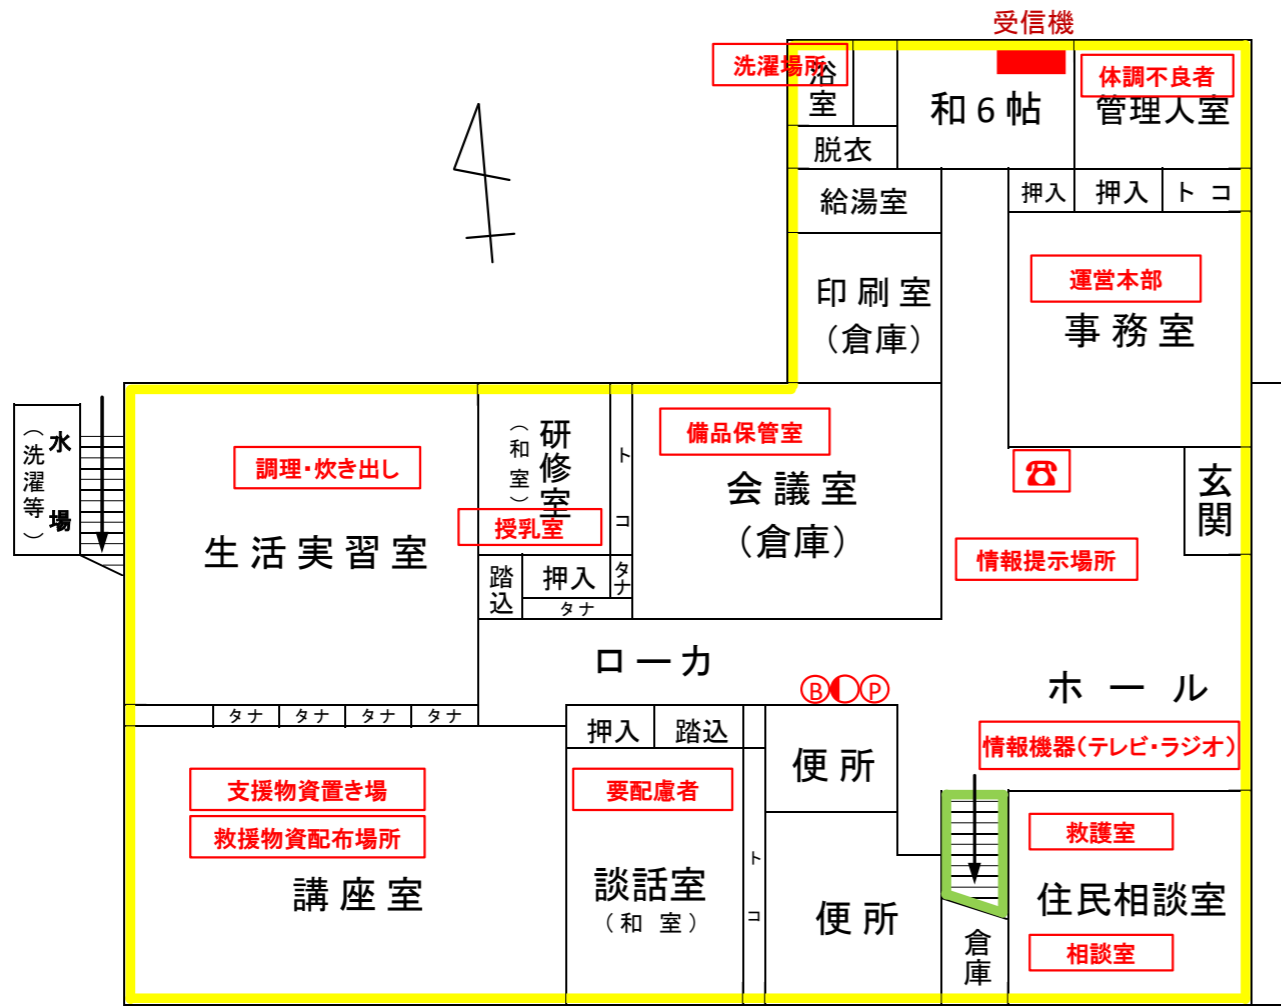 受信機
洗濯場所
浴室
和6帖
体調不良者
管理人室
脱衣
押入
押入
トコ
給湯室
運営本部
事務室
印刷室
（倉庫）
水場
（洗濯等）
調理・炊き出し
生活実習室
研修室
（和室）
授乳室
トコ
備品保管室
会議室
（倉庫）
☎
玄関
情報提示場所
踏込
押入
タナ
タナ
ローカ
ホール
B
P
タナ
タナ
タナ
タナ
押入
踏込
便所
情報機器（テレビ・ラジオ）
支援物資置き場
救援物資配布場所
講座室
要配慮者
談話室
（和室）
トコ
便所
倉庫
救護室
住民相談室
相談室